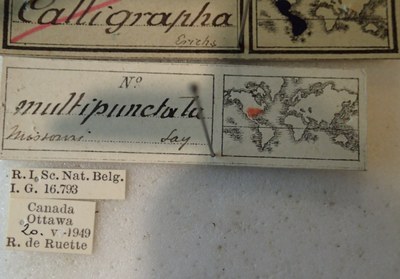 Calligrapha
Erichs
Nº
multipunctata
Missouri Say
R. I. Sc. Nat. Belg.
I. G. 16.793
Canada
Ottawa
20. V -1949
R. de Ruette